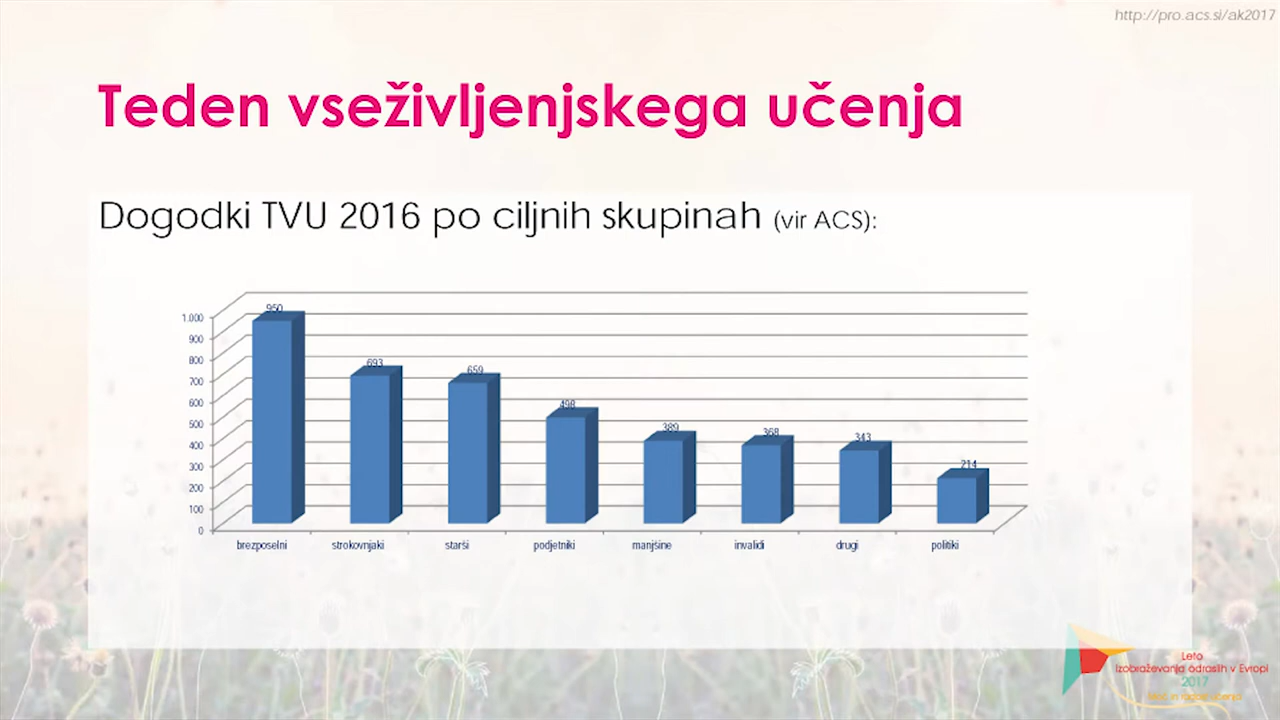 http://pro.acs.si/ak2017
Teden vseživljenjskega učenja
Dogodki TVU 2016 po ciljnih skupinah (vir ACS):
1.000
900
800
700
600
500
400
300
200
100
0
950
693
659
498
389
368
343
214
brezposelni
strokovnjaki
starši
podjetniki
manjšine
invalidi
drugi
politiki
Leto
Izobraževanja odraslih v Evropi
2017